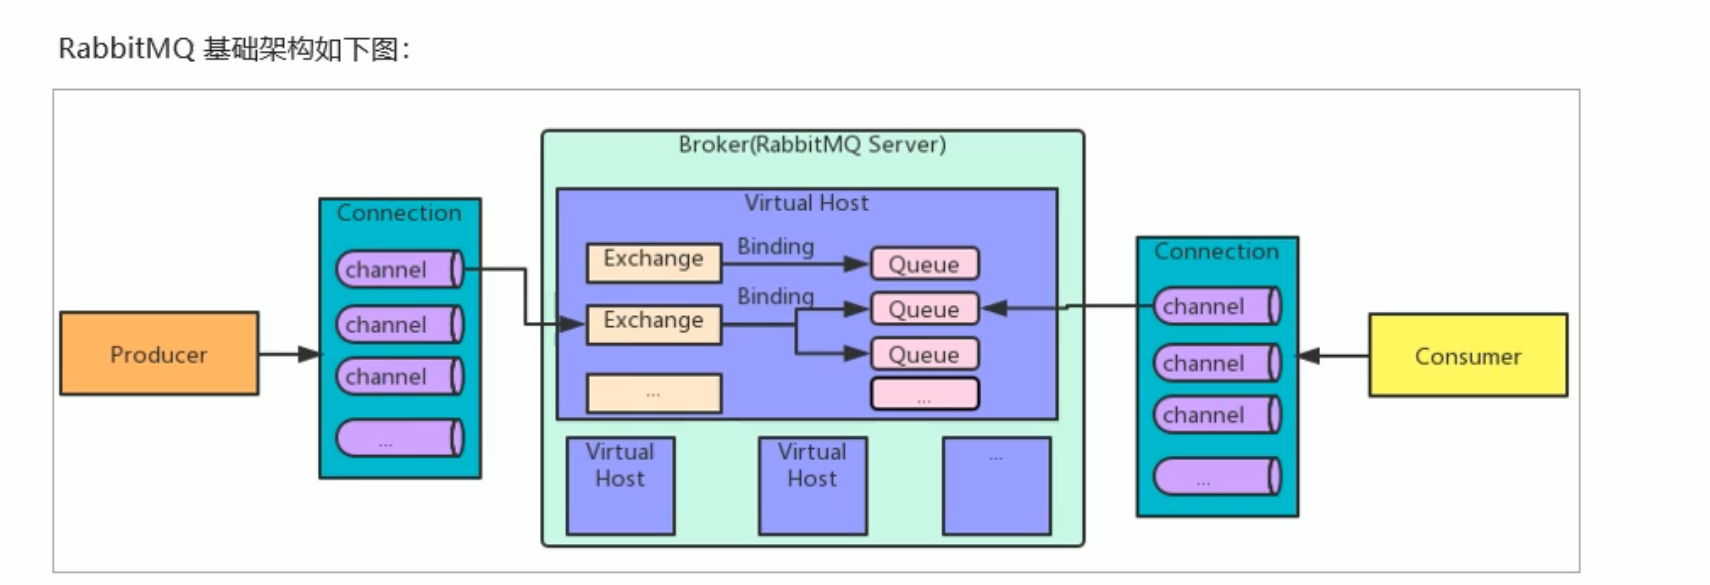 RabbitMQ 基础架构如下图：
Broker(RabbitMQ Server)
Producer
Connection
channel
channel
channel
...
Virtual Host
Exchange
Binding
Queue
Exchange
Binding
Queue
Queue
...
...
Virtual
Host
Virtual
Host
...
Connection
channel
channel
channel
...
Consumer